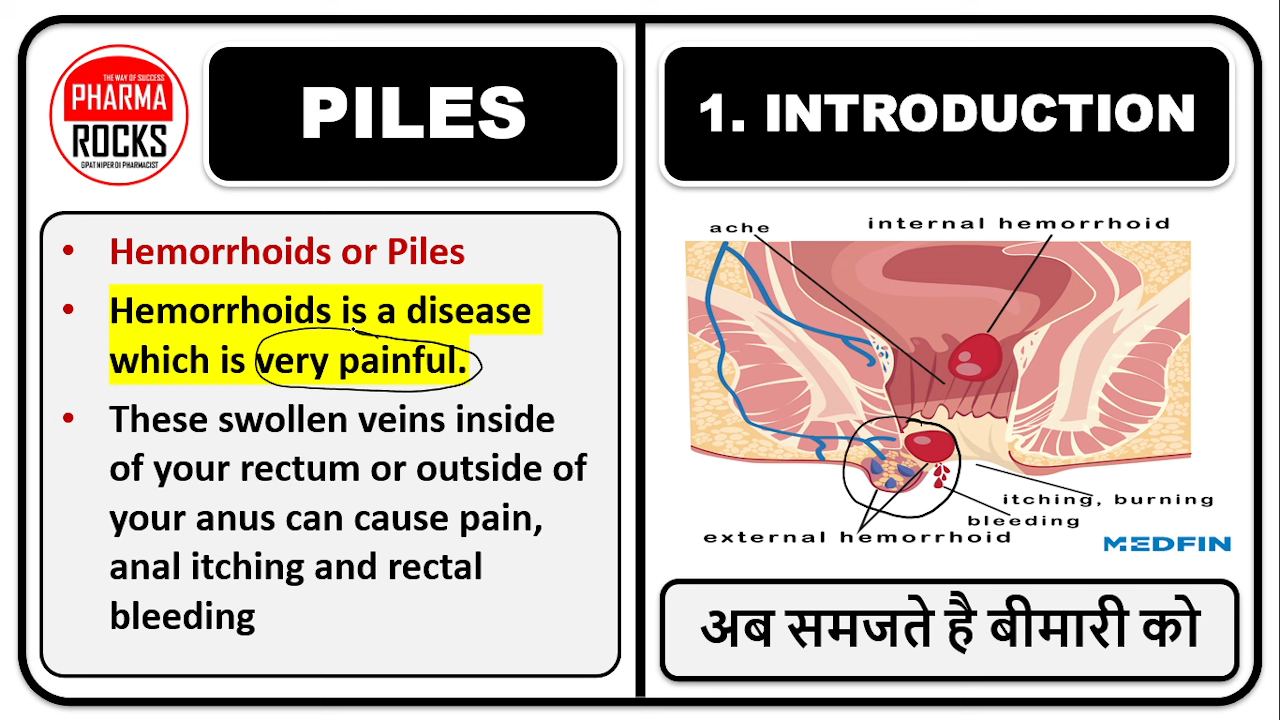 THE WAY OF SUCCESS
PHARMA
ROCKS
GPAT NIPER DI PHARMACIST
PILES
• Hemorrhoids or Piles
• Hemorrhoids is a disease
which is very painful.
• These swollen veins inside
of your rectum or outside of
your anus can cause pain,
anal itching and rectal
bleeding
1. INTRODUCTION
ache
internal hemorrhoid
itching, burning
bleeding
external hemorrhoid
MEDFIN
अब समजते है बीमारी को